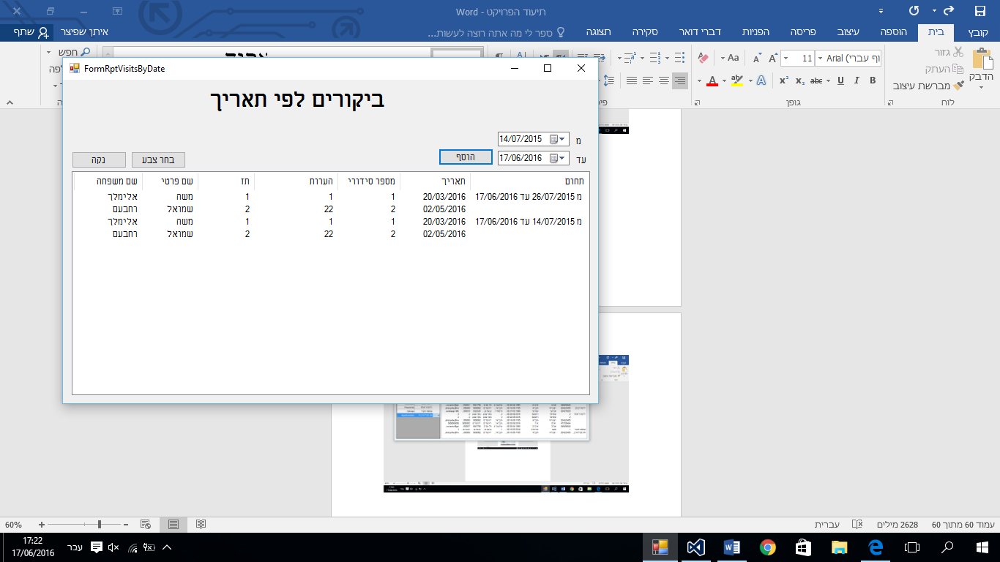 תיעוד הפרויקט - Word
קובץ בית הוספה עיצוב פריסה הפניות דברי דואר סקירה תצוגה ספר לי מה אתה רוצה לעשות... איתן שפיצר שתף
הדבק
גזור
העתק
מברשת עיצוב
לוח
Arial (וף עברי 11
גופן
חפש
FormRptVisitsByDate
ביקורים לפי תאריך
מ 14/07/2015
עד 17/06/2016
הוסף
בחר צבע
נקה
תחום תאריך מספר סידורי הערות תז שם פרטי שם משפחה
מ 26/07/2015 עד 17/06/2016 20/03/2016 1 1 1 משה אלימלך
02/05/2016 2 22 2 שמואל רחבעם
מ 14/07/2015 עד 17/06/2016 20/03/2016 1 1 1 משה אלימלך
02/05/2016 2 22 2 שמואל רחבעם
עמוד 60 מתוך 60 2628 מילים עברית
60%
עבר
17:22
17/06/2016